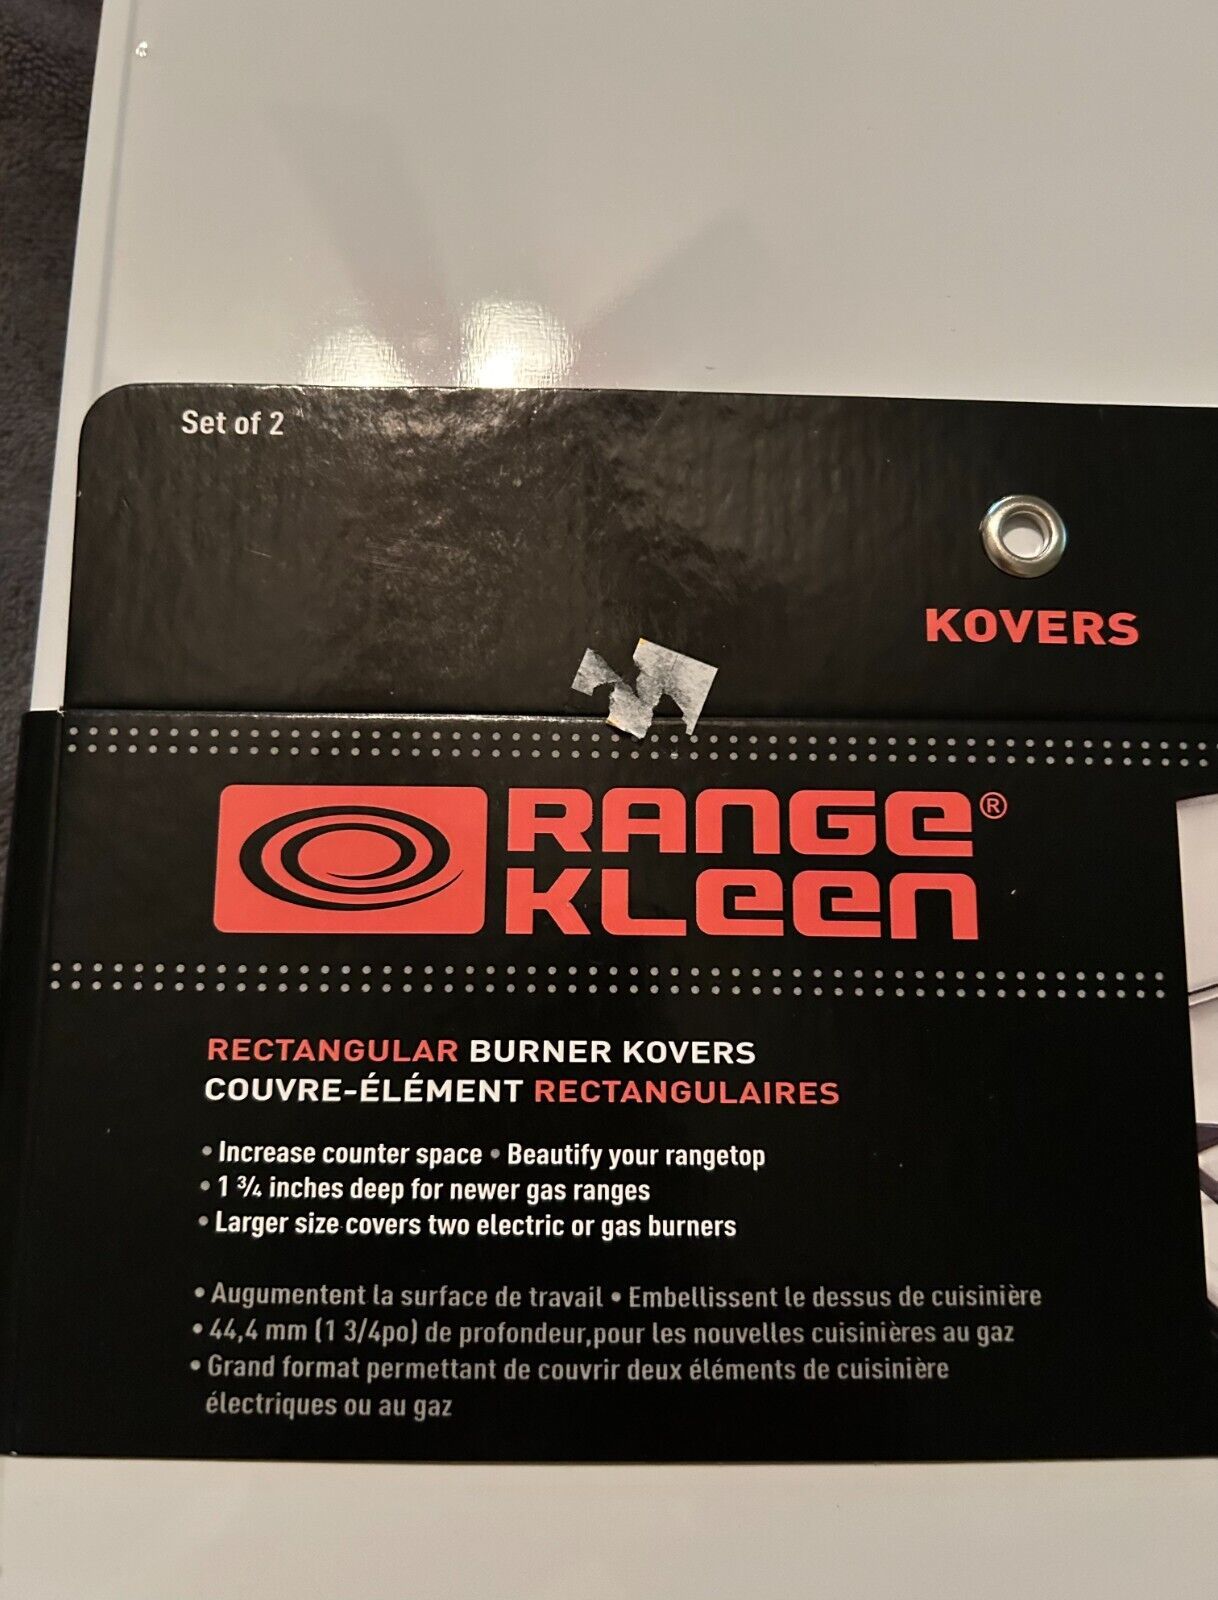 Set of 2
KOVERS
RANGE®
KLEEN
RECTANGULAR BURNER KOVERS
COUVRE-ÉLÉMENT RECTANGULAIRES
• Increase counter space • Beautify your rangetop
• 1 ¾ inches deep for newer gas ranges
• Larger size covers two electric or gas burners
• Augumentent la surface de travail • Embellissent le dessus de cuisinière
• 44,4 mm (1 3/4po) de profondeur,pour les nouvelles cuisinières au gaz
• Grand format permettant de couvrir deux éléments de cuisinière
électriques ou au gaz